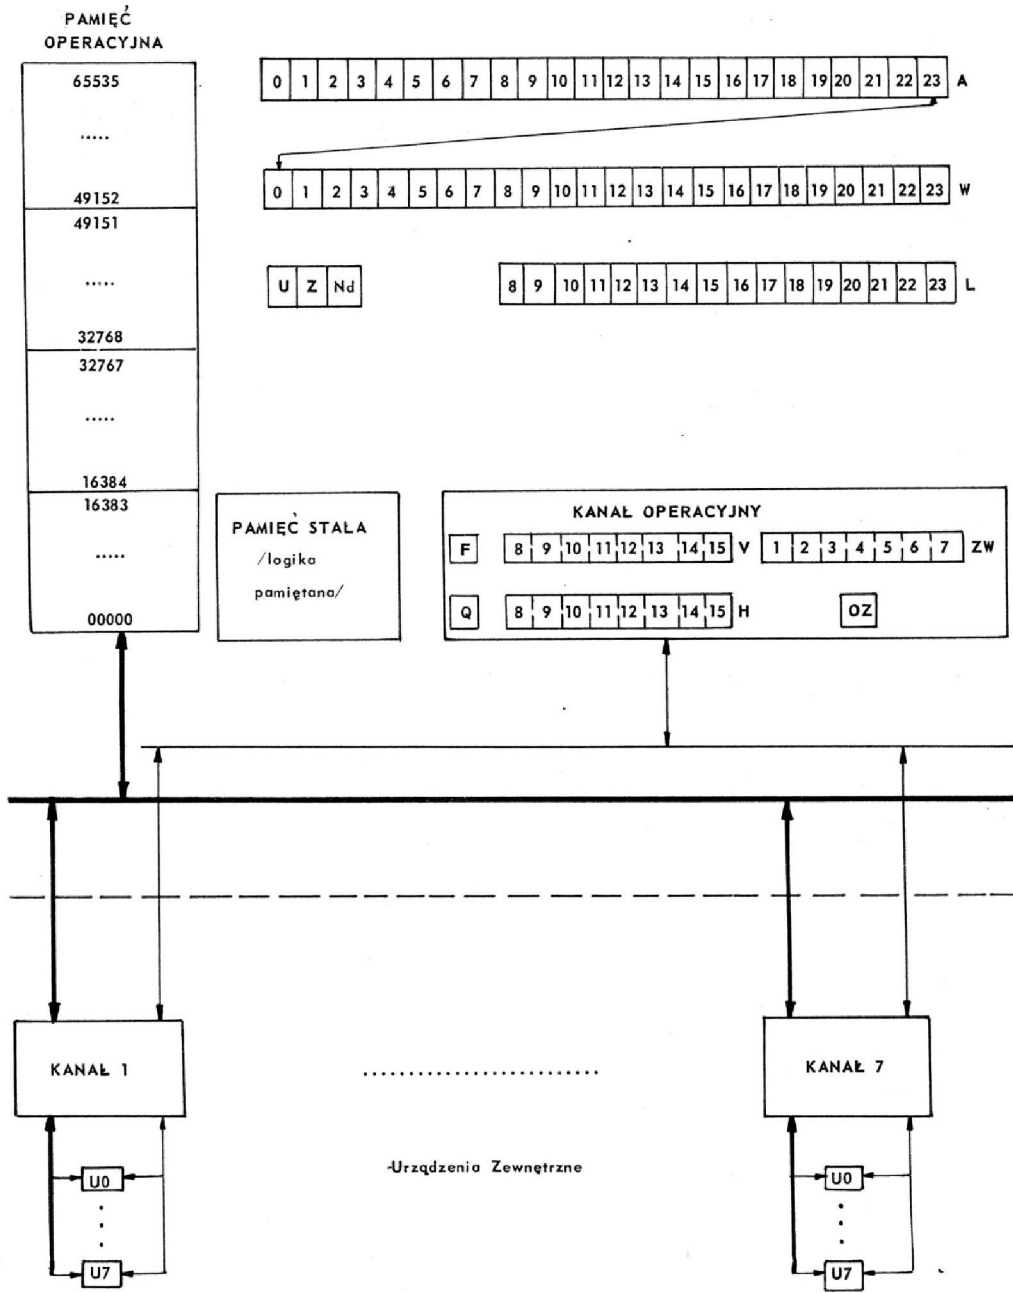 PAMIĘĆ
OPERACYJNA
65535
.....
49152
49151
.....
32768
32767
.....
16384
16383
.....
00000
0 1 2 3 4 5 6 7 8 9 10 11 12 13 14 15 16 17 18 19 20 21 22 23 A
0 1 2 3 4 5 6 7 8 9 10 11 12 13 14 15 16 17 18 19 20 21 22 23 W
U Z Nd
8 9 10 11 12 13 14 15 16 17 18 19 20 21 22 23 L
PAMIĘĆ STAŁA
/logika
pamiętana/
KANAŁ OPERACYJNY
F 8 9 10 11 12 13 14 15 V 1 2 3 4 5 6 7 ZW
Q 8 9 10 11 12 13 14 15 H OZ
KANAŁ 1
..........................
KANAŁ 7
-Urządzenia Zewnętrzne
U0
U7
U0
U7